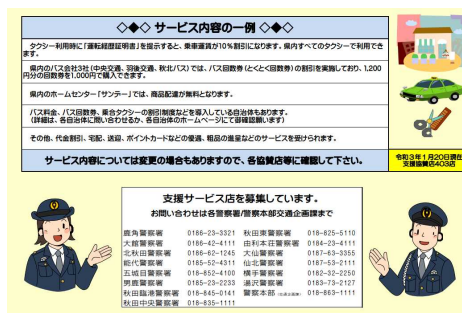 ◇◆◇ サービス内容の一例 ◇◆◇
タクシー利用時に「運転経歴証明書」を提示すると、乗車運賃が10%割引になります。県内すべてのタクシーで利用でき
ます。
県内のバス会社3社(中央交通、羽後交通、秋北バス)では、バス回数券(とくとく回数券)の割引を実施しており、1,200
円分の回数券を1,000円で購入できます。
県内のホームセンター「サンデー」では、商品配達が無料となります。
バス料金、バス回数券、乗合タクシーの割引制度などを導入している自治体もあります。
(詳細は、各自治体に問い合わせるか、各自治体のホームページにて御確認願います)
その他、代金割引、宅配、送迎、ポイントカードなどの優遇、粗品の進呈などのサービスを受けられます。
サービス内容については変更の場合もありますので、各協賛店等に確認して下さい。
令和3年1月20日現在
支援協賛店403店
支援サービス店を募集しています。
お問い合わせは各警察署/警察本部交通企画課まで
鹿角警察署 0186-23-3321 秋田東警察署 018-825-5110
大館警察署 0186-42-4111 由利本荘警察署 0184-23-4111
北秋田警察署 0186-62-1245 大仙警察署 0187-63-3355
能代警察署 0185-52-4311 仙北警察署 0187-53-2111
五城目警察署 018-852-4100 横手警察署 0182-32-2250
男鹿警察署 0185-23-2233 湯沢警察署 0183-73-2127
秋田臨港警察署 018-845-0141 警察本部 (交通企画課) 018-863-1111
秋田中央警察署 018-835-1111